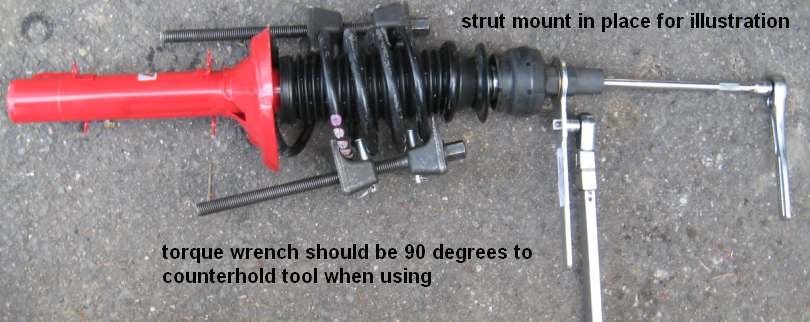 strut mount in place for illustration
torque wrench should be 90 degrees to
counterhold tool when using